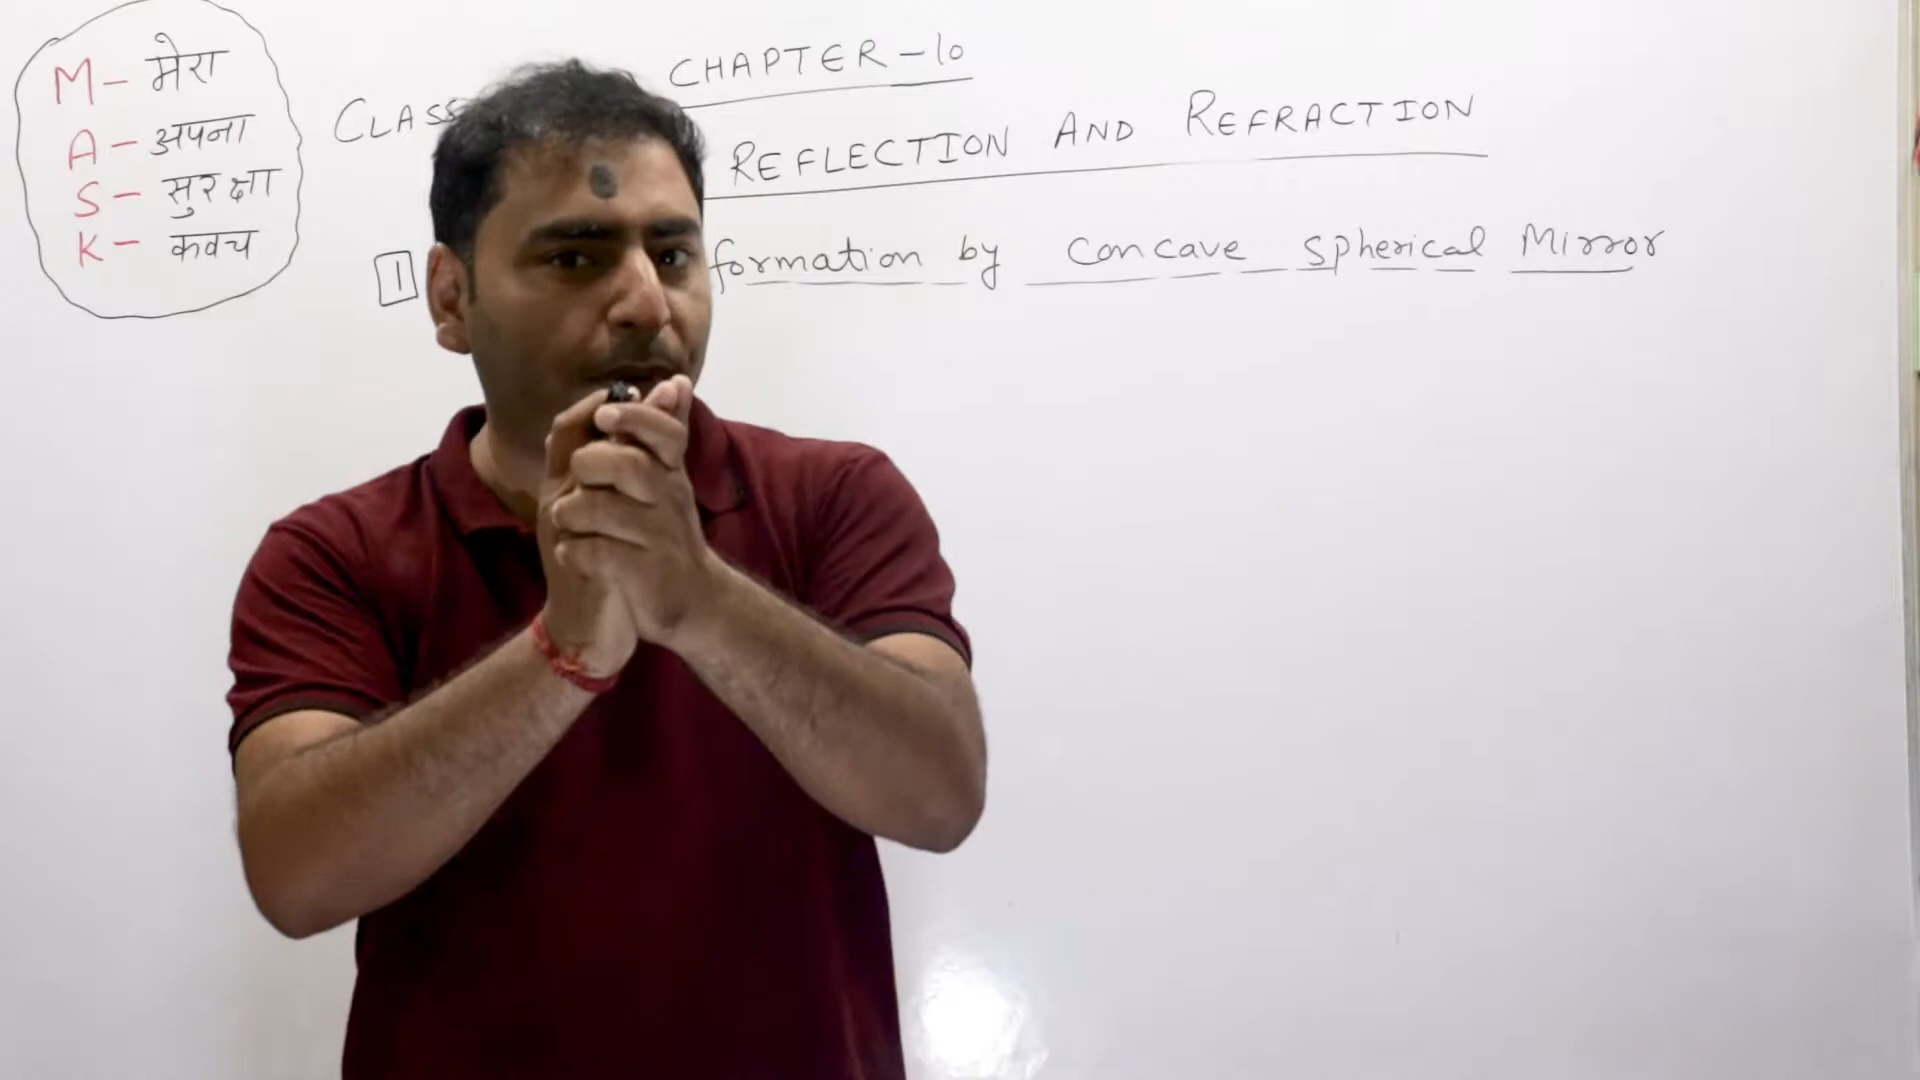 M- मेरा
A- अपना
S- सुरक्षा
K- कवच
CHAPTER-10
CLASS
REFLECTION AND REFRACTION
1 formation by concave spherical Mirror